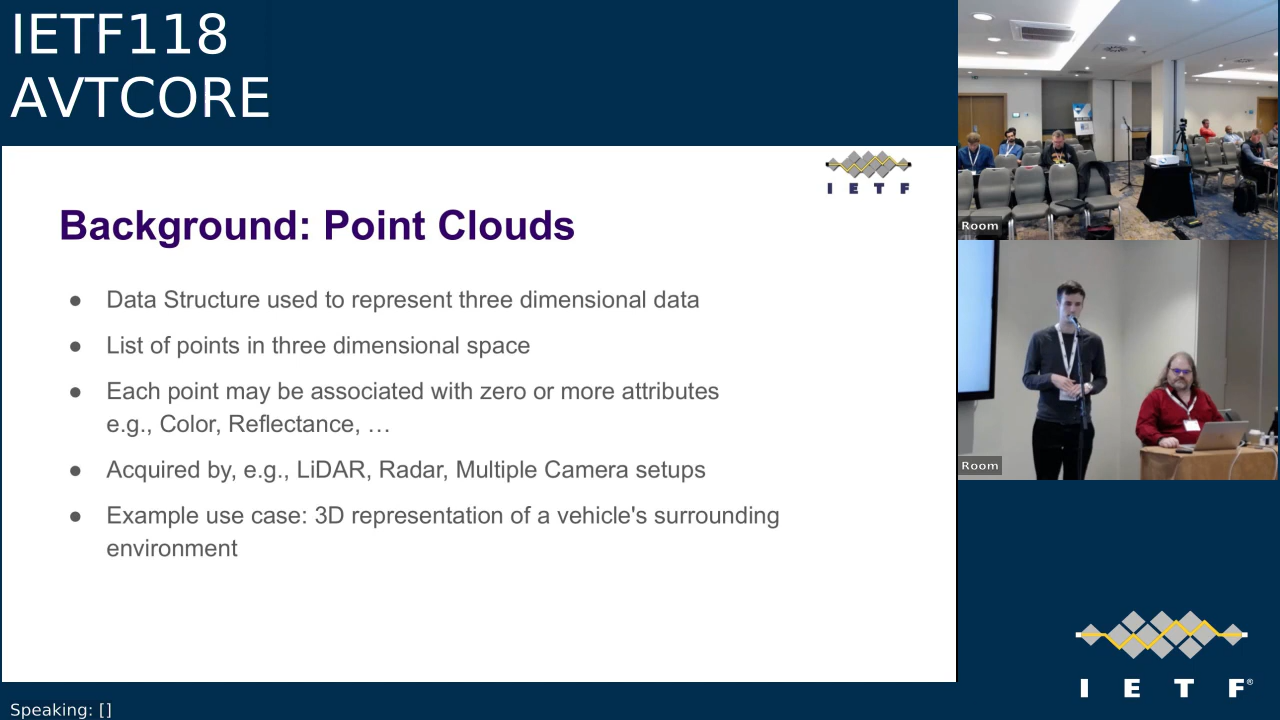 IETF118
AVTCORE
I E T F
Background: Point Clouds
● Data Structure used to represent three dimensional data
● List of points in three dimensional space
● Each point may be associated with zero or more attributes
e.g., Color, Reflectance, …
● Acquired by, e.g., LiDAR, Radar, Multiple Camera setups
● Example use case: 3D representation of a vehicle's surrounding
environment
Room
Room
I E T F®
Speaking: []